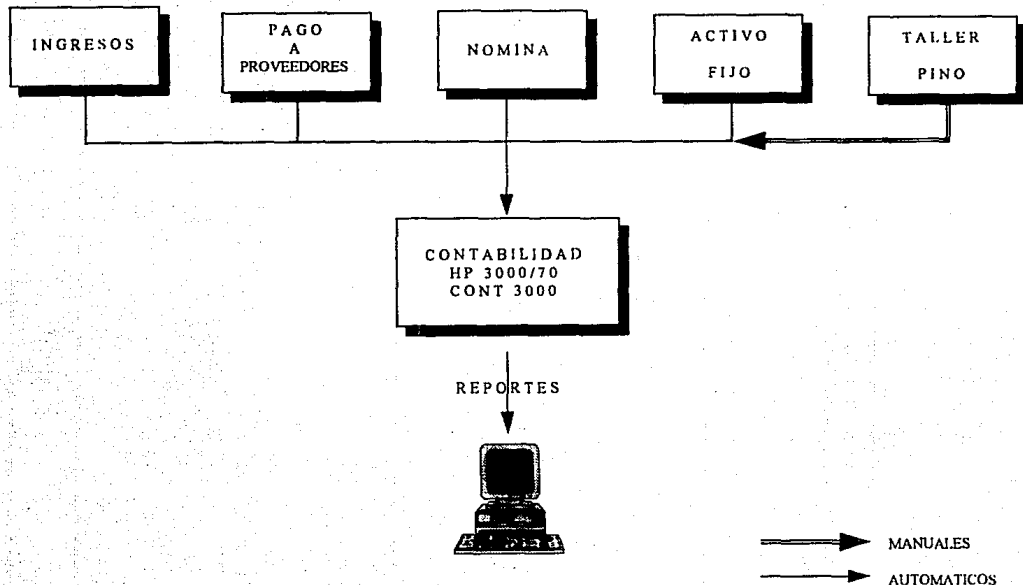 INGRESOS
PAGO
A
PROVEEDORES
NOMINA
ACTIVO
FIJO
TALLER
PINO
CONTABILIDAD
HP 3000/70
CONT 3000
REPORTES
MANUALES
AUTOMATICOS